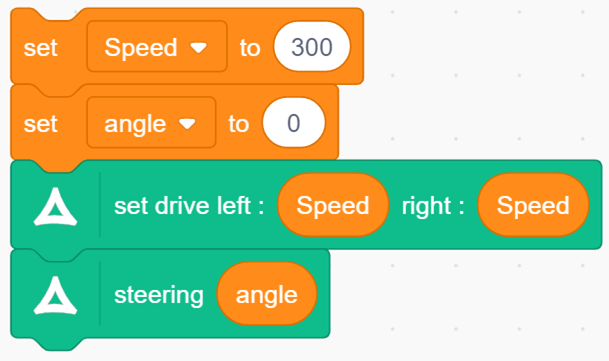 set Speed to 300
set angle to 0
set drive left : Speed right : Speed
steering angle